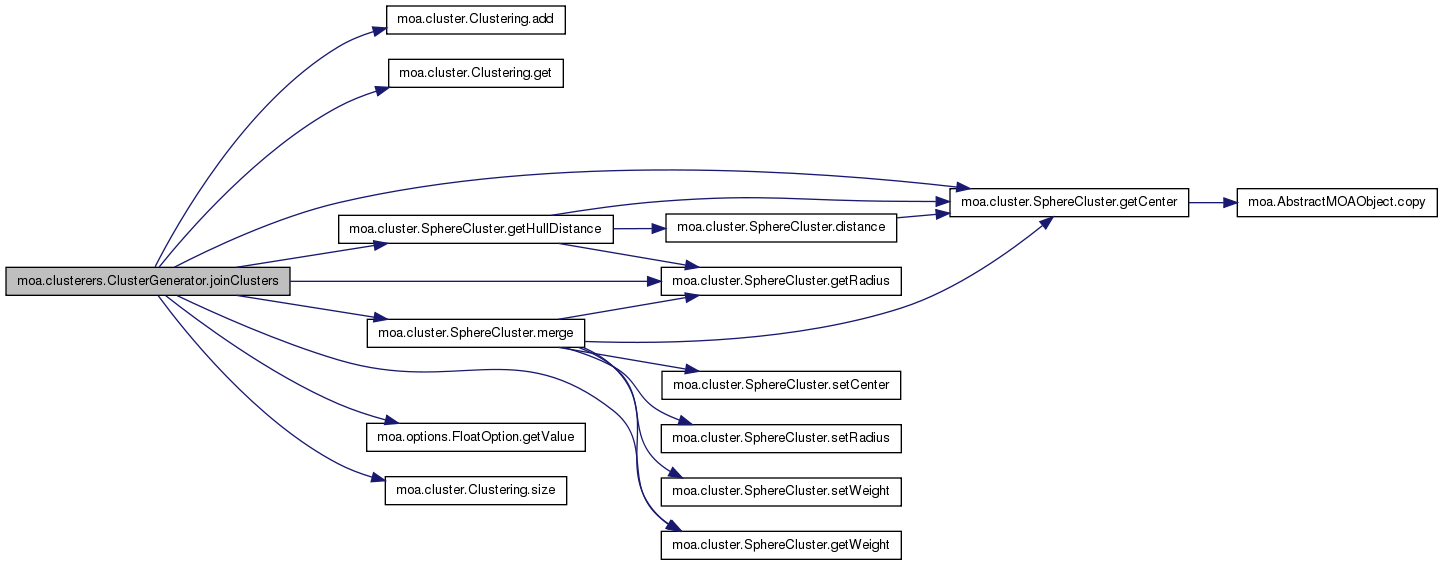 moa.cluster.Clustering.add
moa.cluster.Clustering.get
moa.cluster.SphereCluster.getCenter
moa.AbstractMOAObject.copy
moa.cluster.SphereCluster.getHullDistance
moa.cluster.SphereCluster.distance
moa.clusterers.ClusterGenerator.joinClusters
moa.cluster.SphereCluster.getRadius
moa.cluster.SphereCluster.merge
moa.cluster.SphereCluster.setCenter
moa.options.FloatOption.getValue
moa.cluster.SphereCluster.setRadius
moa.cluster.Clustering.size
moa.cluster.SphereCluster.setWeight
moa.cluster.SphereCluster.getWeight